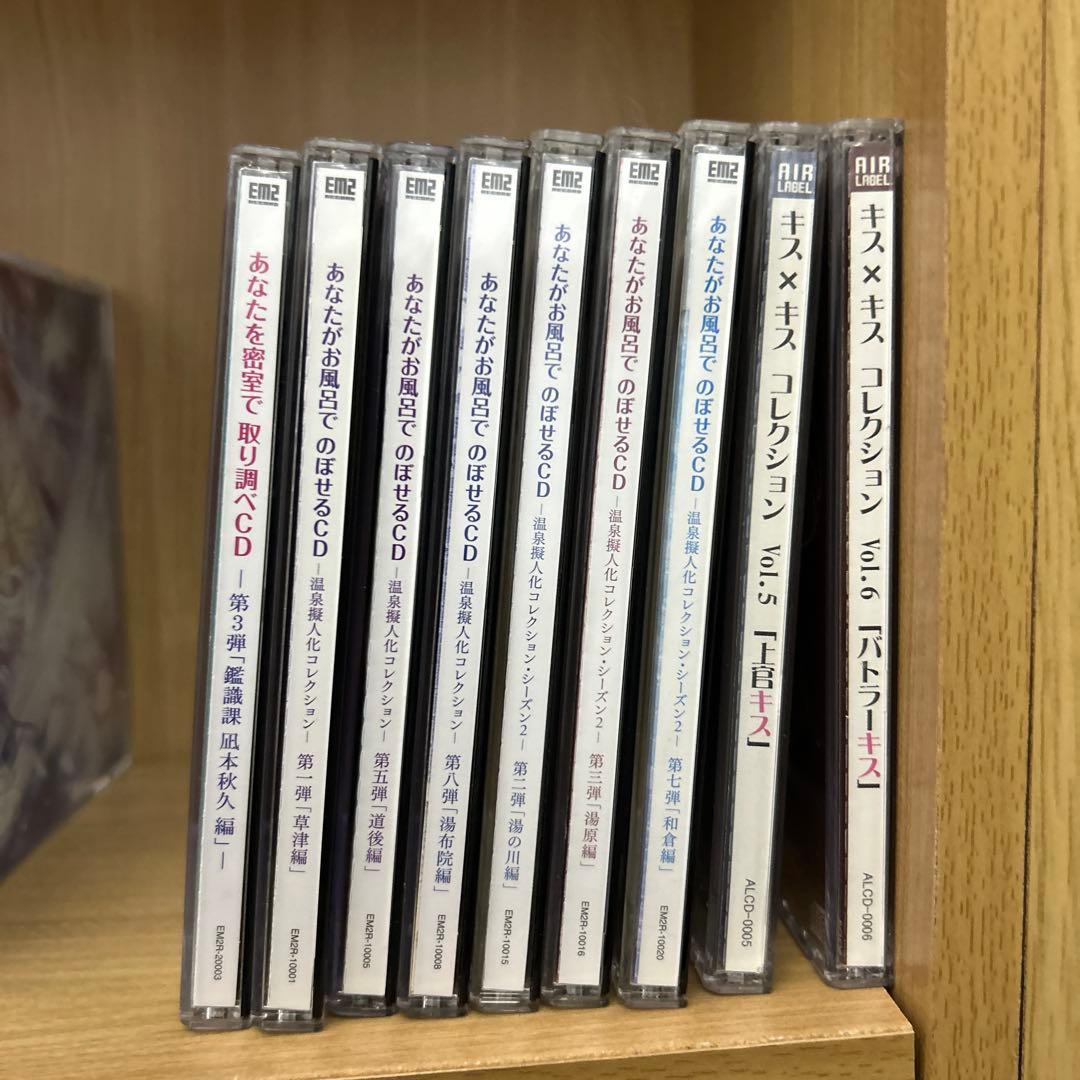 EM2
あなたを密室で 取り調べCD ─ 第3弾「鑑識課 凪本秋久 編」─
EM2R-20003
EM2
あなたがお風呂で のぼせるCD ─温泉擬人化コレクション─ 第一弾「草津編」
EM2R-10001
EM2
あなたがお風呂で のぼせるCD ─温泉擬人化コレクション─ 第五弾「道後編」
EM2R-10005
EM2
あなたがお風呂で のぼせるCD ─温泉擬人化コレクション─ 第八弾「湯布院編」
EM2R-10008
EM2
あなたがお風呂で のぼせるCD ─温泉擬人化コレクション・シーズン2─ 第二弾「湯の川編」
EM2R-10015
EM2
あなたがお風呂で のぼせるCD ─温泉擬人化コレクション・シーズン2─ 第三弾「湯原編」
EM2R-10016
EM2
あなたがお風呂で のぼせるCD ─温泉擬人化コレクション・シーズン2─ 第七弾「和倉編」
EM2R-10020
AIR
LABEL
キス×キス コレクション Vol.5 「上官キス」
ALCD-0005
AIR
LABEL
キス×キス コレクション Vol.6 「バトラーキス」
ALCD-0006